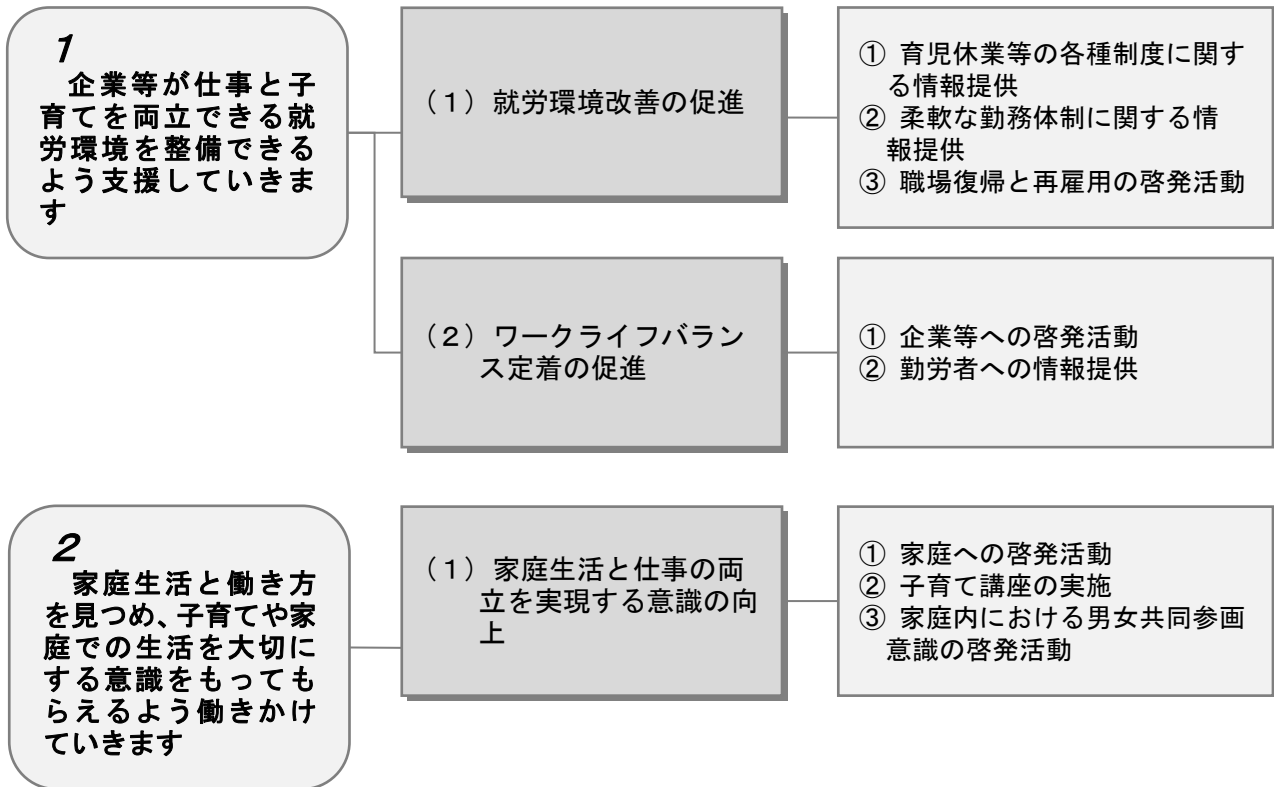 1
企業等が仕事と子
育てを両立できる就
労環境を整備できる
よう支援していきま
す
（１）就労環境改善の促進
① 育児休業等の各種制度に関す
る情報提供
② 柔軟な勤務体制に関する情
報提供
③ 職場復帰と再雇用の啓発活動
（２）ワークライフバラン
ス定着の促進
① 企業等への啓発活動
② 勤労者への情報提供
2
家庭生活と働き方
を見つめ、子育てや家
庭での生活を大切に
する意識をもっても
らえるよう働きかけ
ていきます
（１）家庭生活と仕事の両
立を実現する意識の向
上
① 家庭への啓発活動
② 子育て講座の実施
③ 家庭内における男女共同参画
意識の啓発活動